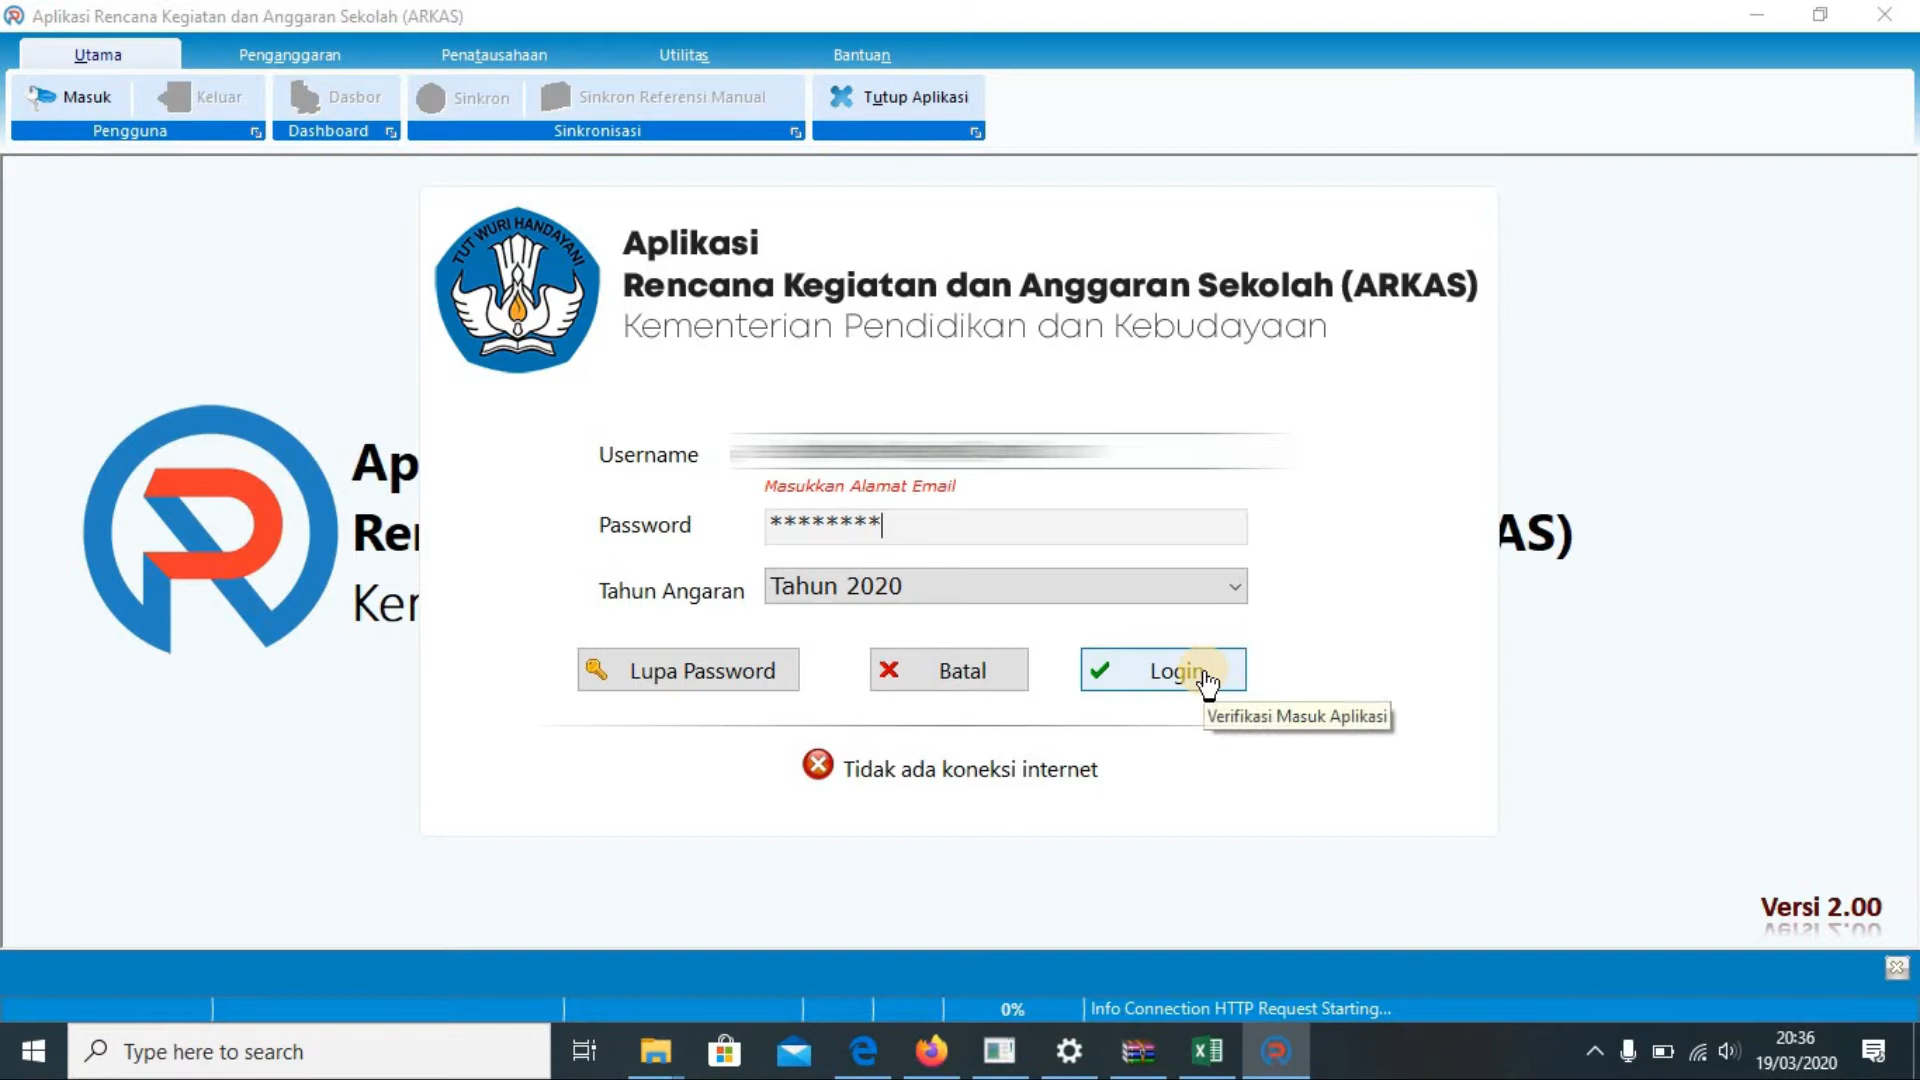 Aplikasi Rencana Kegiatan dan Anggaran Sekolah (ARKAS)
Utama
Penganggaran
Penatausahaan
Utilitas
Bantuan
Masuk
Keluar
Dasbor
Sinkron
Sinkron Referensi Manual
Tutup Aplikasi
Pengguna
Dashboard
Sinkronisasi
TUT WURI HANDAYANI
Aplikasi
Rencana Kegiatan dan Anggaran Sekolah (ARKAS)
Kementerian Pendidikan dan Kebudayaan
Ap
Username
Masukkan Alamat Email
Password
********
Re
AS)
Tahun Angaran
Tahun 2020
Ker
Lupa Password
Batal
Login
Verifikasi Masuk Aplikasi
Tidak ada koneksi internet
Versi 2.00
0%
Info Connection HTTP Request Starting...
Type here to search
20:36
19/03/2020